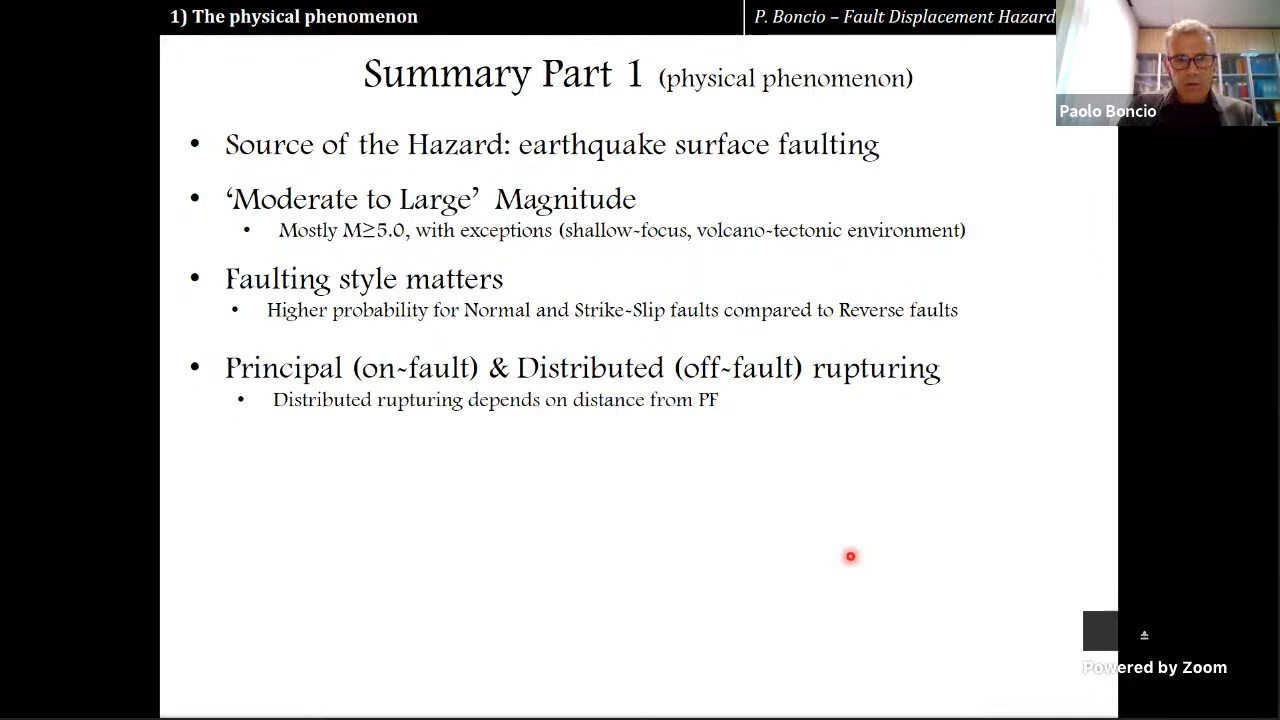 1) The physical phenomenon
P. Boncio – Fault Displacement Hazard
Paolo Boncio
Summary Part 1 (physical phenomenon)
• Source of the Hazard: earthquake surface faulting
• ‘Moderate to Large’ Magnitude
• Mostly M≥5.0, with exceptions (shallow-focus, volcano-tectonic environment)
• Faulting style matters
• Higher probability for Normal and Strike-Slip faults compared to Reverse faults
• Principal (on-fault) & Distributed (off-fault) rupturing
• Distributed rupturing depends on distance from PF
Powered by Zoom